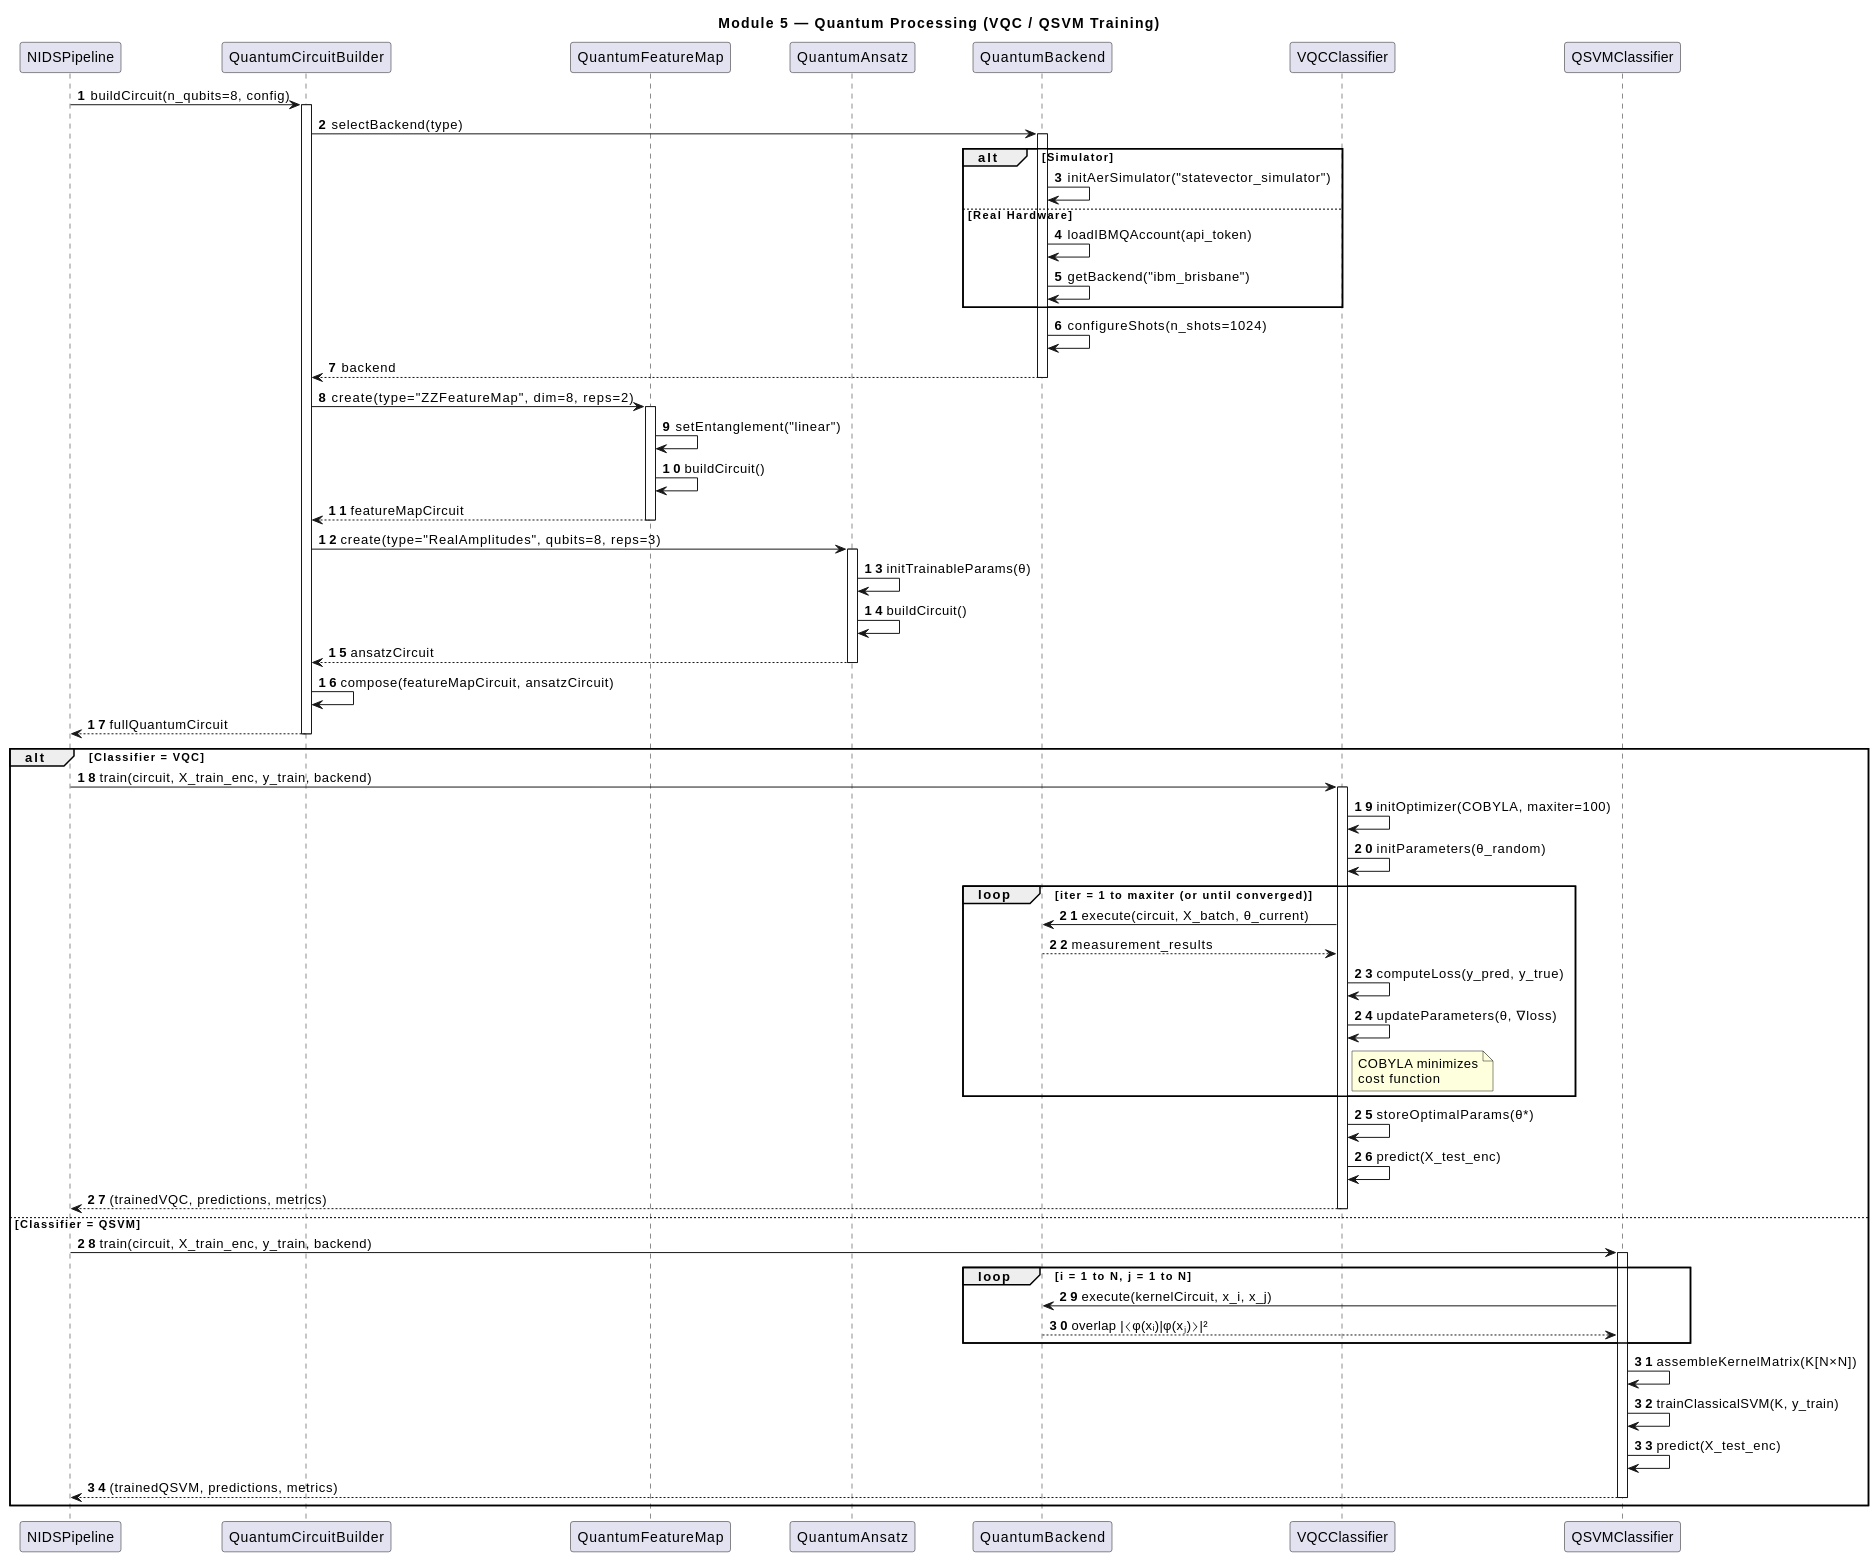 Module 5 — Quantum Processing (VQC / QSVM Training)
NIDSPipeline QuantumCircuitBuilder QuantumFeatureMap QuantumAnsatz QuantumBackend VQCClassifier QSVMClassifier
1 buildCircuit(n_qubits=8, config)
2 selectBackend(type)
alt [Simulator]
3 initAerSimulator("statevector_simulator")
[Real Hardware]
4 loadIBMQAccount(api_token)
5 getBackend("ibm_brisbane")
6 configureShots(n_shots=1024)
7 backend
8 create(type="ZZFeatureMap", dim=8, reps=2)
9 setEntanglement("linear")
10 buildCircuit()
11 featureMapCircuit
12 create(type="RealAmplitudes", qubits=8, reps=3)
13 initTrainableParams(θ)
14 buildCircuit()
15 ansatzCircuit
16 compose(featureMapCircuit, ansatzCircuit)
17 fullQuantumCircuit
alt [Classifier = VQC]
18 train(circuit, X_train_enc, y_train, backend)
19 initOptimizer(COBYLA, maxiter=100)
20 initParameters(θ_random)
loop [iter = 1 to maxiter (or until converged)]
21 execute(circuit, X_batch, θ_current)
22 measurement_results
23 computeLoss(y_pred, y_true)
24 updateParameters(θ, ∇loss)
COBYLA minimizes
cost function
25 storeOptimalParams(θ*)
26 predict(X_test_enc)
27 (trainedVQC, predictions, metrics)
[Classifier = QSVM]
28 train(circuit, X_train_enc, y_train, backend)
loop [i = 1 to N, j = 1 to N]
29 execute(kernelCircuit, x_i, x_j)
30 overlap |〈φ(xᵢ)|φ(xⱼ)〉|²
31 assembleKernelMatrix(K[N×N])
32 trainClassicalSVM(K, y_train)
33 predict(X_test_enc)
34 (trainedQSVM, predictions, metrics)
NIDSPipeline QuantumCircuitBuilder QuantumFeatureMap QuantumAnsatz QuantumBackend VQCClassifier QSVMClassifier